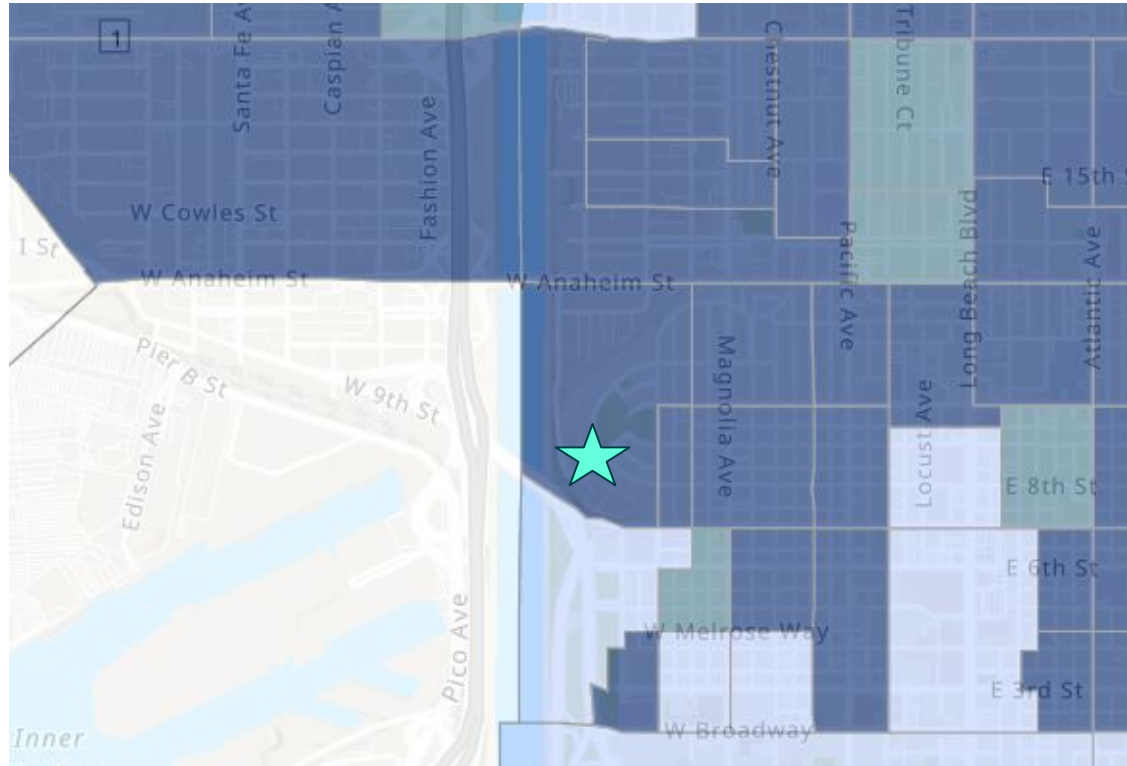 1
Santa Fe A
Caspian A
Fashion Ave
Chestnut Ave
Tribune Ct
E 15th S
W Cowles St
I St
W Anaheim St
W Anaheim St
Pacific Ave
Long Beach Blvd
Atlantic Ave
Pier B St
W 9th St
Magnolia Ave
Locust Ave
Edison Ave
E 8th St
E 6th St
W Melrose Way
Pico Ave
E 3rd St
W Broadway
Inner